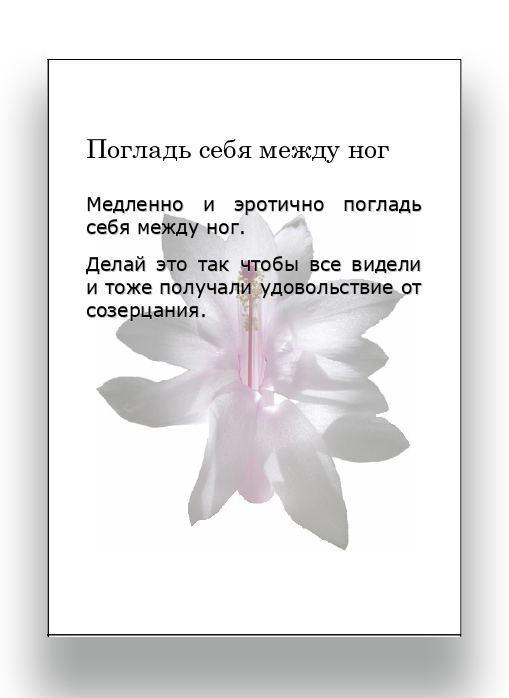 Погладь себя между ног
Медленно и эротично погладь
себя между ног.
Делай это так чтобы все видели
и тоже получали удовольствие от
созерцания.